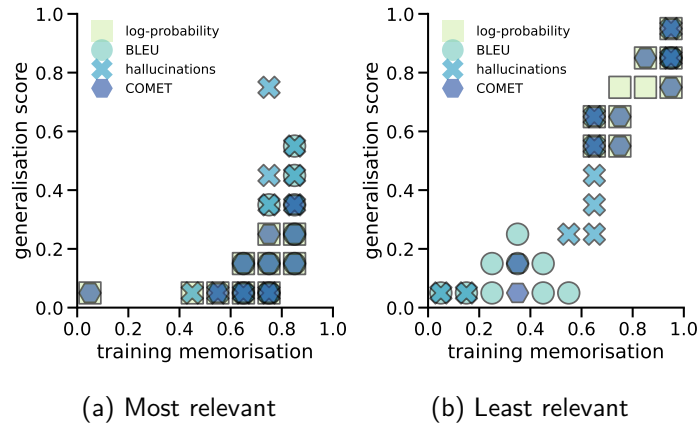 1.0
0.8
0.6
0.4
0.2
0.0
generalisation score
log-probability
BLEU
hallucinations
COMET
0.0 0.2 0.4 0.6 0.8 1.0
training memorisation
(a) Most relevant
1.0
0.8
0.6
0.4
0.2
0.0
generalisation score
log-probability
BLEU
hallucinations
COMET
0.0 0.2 0.4 0.6 0.8 1.0
training memorisation
(b) Least relevant